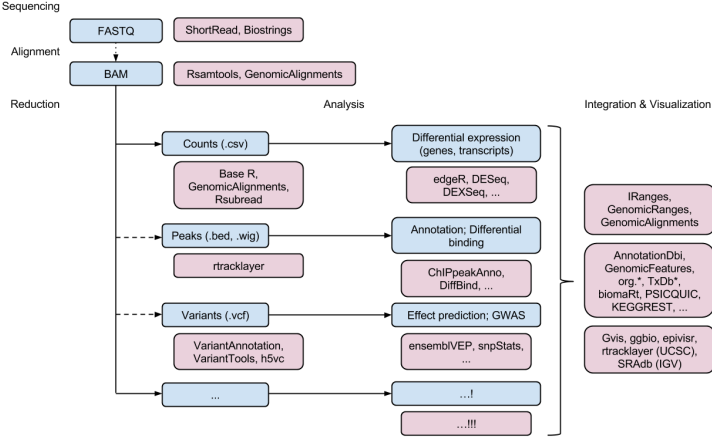 Sequencing
FASTQ
ShortRead, Biostrings
Alignment
BAM
Rsamtools, GenomicAlignments
Reduction
Analysis
Integration & Visualization
Counts (.csv)
Differential expression
(genes, transcripts)
Base R,
GenomicAlignments,
Rsubread
edgeR, DESeq,
DEXSeq, ...
IRanges,
GenomicRanges,
GenomicAlignments
Peaks (.bed, .wig)
Annotation; Differential
binding
rtracklayer
ChIPpeakAnno,
DiffBind, ...
AnnotationDbi,
GenomicFeatures,
org.*, TxDb*,
biomaRt, PSICQUIC,
KEGGREST, ...
Variants (.vcf)
Effect prediction; GWAS
VariantAnnotation,
VariantTools, h5vc
ensemblVEP, snpStats,
...
Gvis, ggbio, epivisr,
rtracklayer (UCSC),
SRAdb (IGV)
...
...!
...!!!